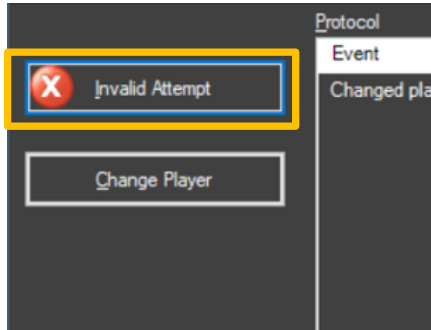 Protocol
Event
Invalid Attempt
Changed pla
Change Player